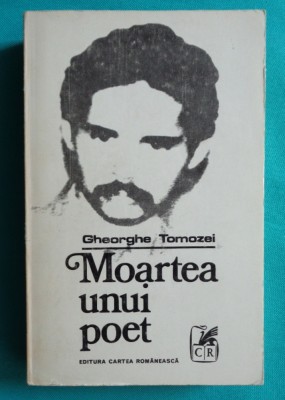 Gheorghe Tomozei
Moartea
unui
poet
EDITURA CARTEA ROMÂNEASCĂ
CR